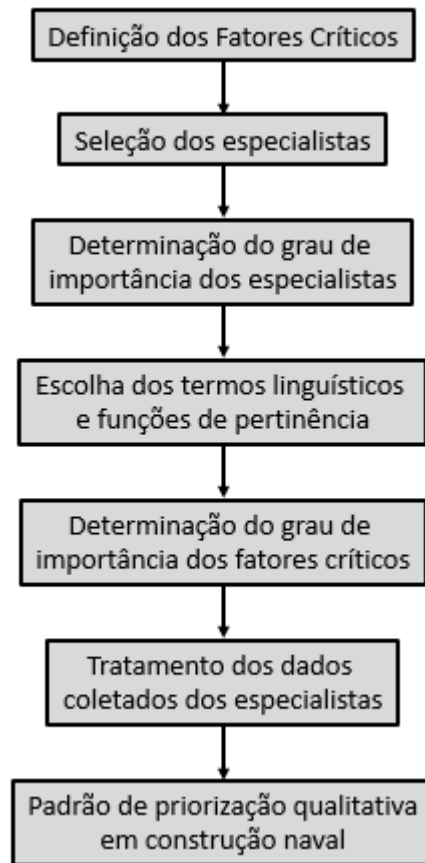 Definição dos Fatores Críticos
Seleção dos especialistas
Determinação do grau de
importância dos especialistas
Escolha dos termos linguísticos
e funções de pertinência
Determinação do grau de
importância dos fatores críticos
Tratamento dos dados
coletados dos especialistas
Padrão de priorização qualitativa
em construção naval